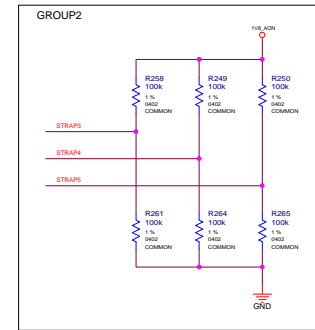 GROUP2
1V8_AON
R258
100k
1 %
0402
COMMON
R249
100k
1 %
0402
COMMON
R250
100k
1 %
0402
COMMON
STRAP3
STRAP4
STRAP5
R261
100k
1 %
0402
COMMON
R264
100k
1 %
0402
COMMON
R265
100k
1 %
0402
COMMON
GND